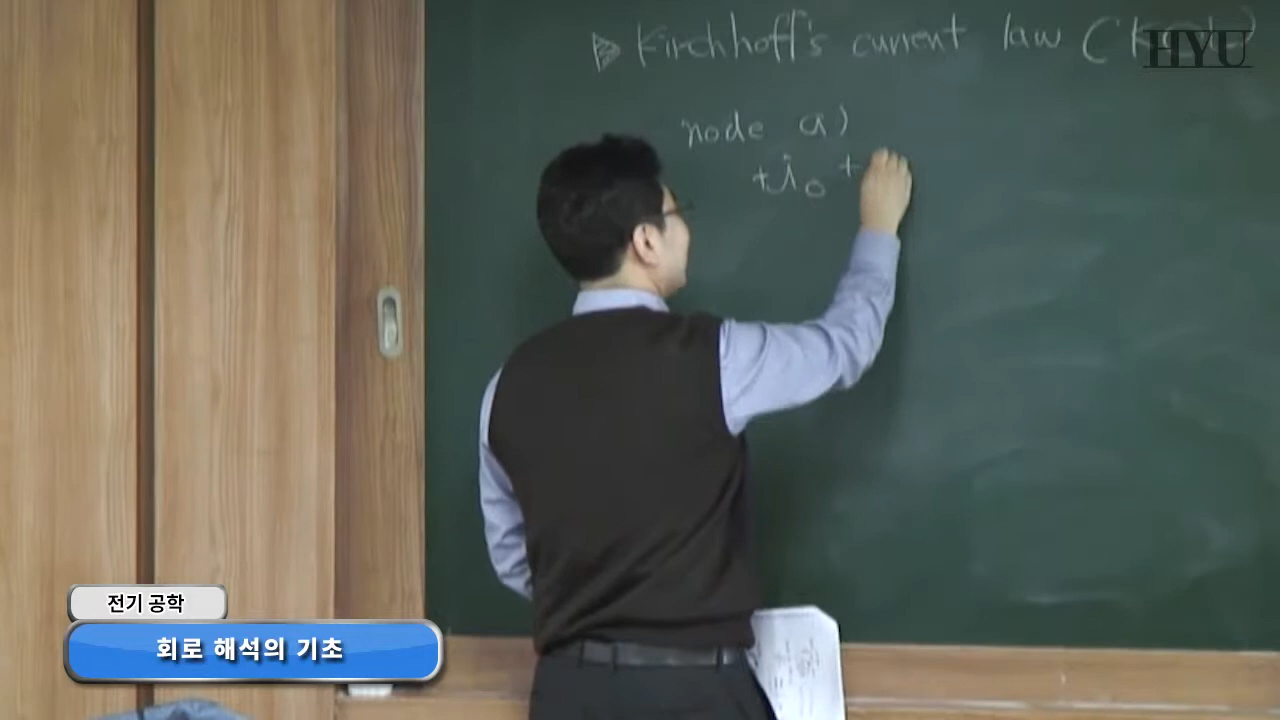 Kirchhoff's current law (KCL)
HYU
node a)
+i₀ +
전기 공학
회로 해석의 기초